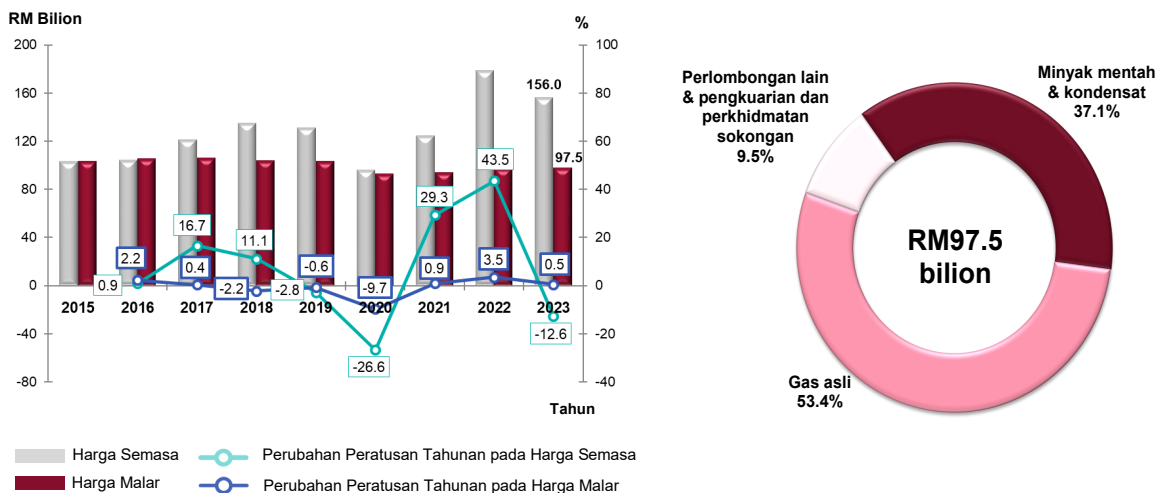 RM Bilion
%
200
160
120
80
40
0
-40
-80
100
80
60
40
20
0
-20
-40
156.0
97.5
43.5
29.3
16.7
11.1
2.2
0.4
-0.6
0.9
3.5
0.5
0.9
-2.2
-2.8
-9.7
-26.6
-12.6
2015 2016 2017 2018 2019 2020 2021 2022 2023
Tahun
Harga Semasa
Perubahan Peratusan Tahunan pada Harga Semasa
Harga Malar
Perubahan Peratusan Tahunan pada Harga Malar
Perlombongan lain
& pengkuarian dan
perkhidmatan
sokongan
9.5%
Minyak mentah
& kondensat
37.1%
RM97.5
bilion
Gas asli
53.4%